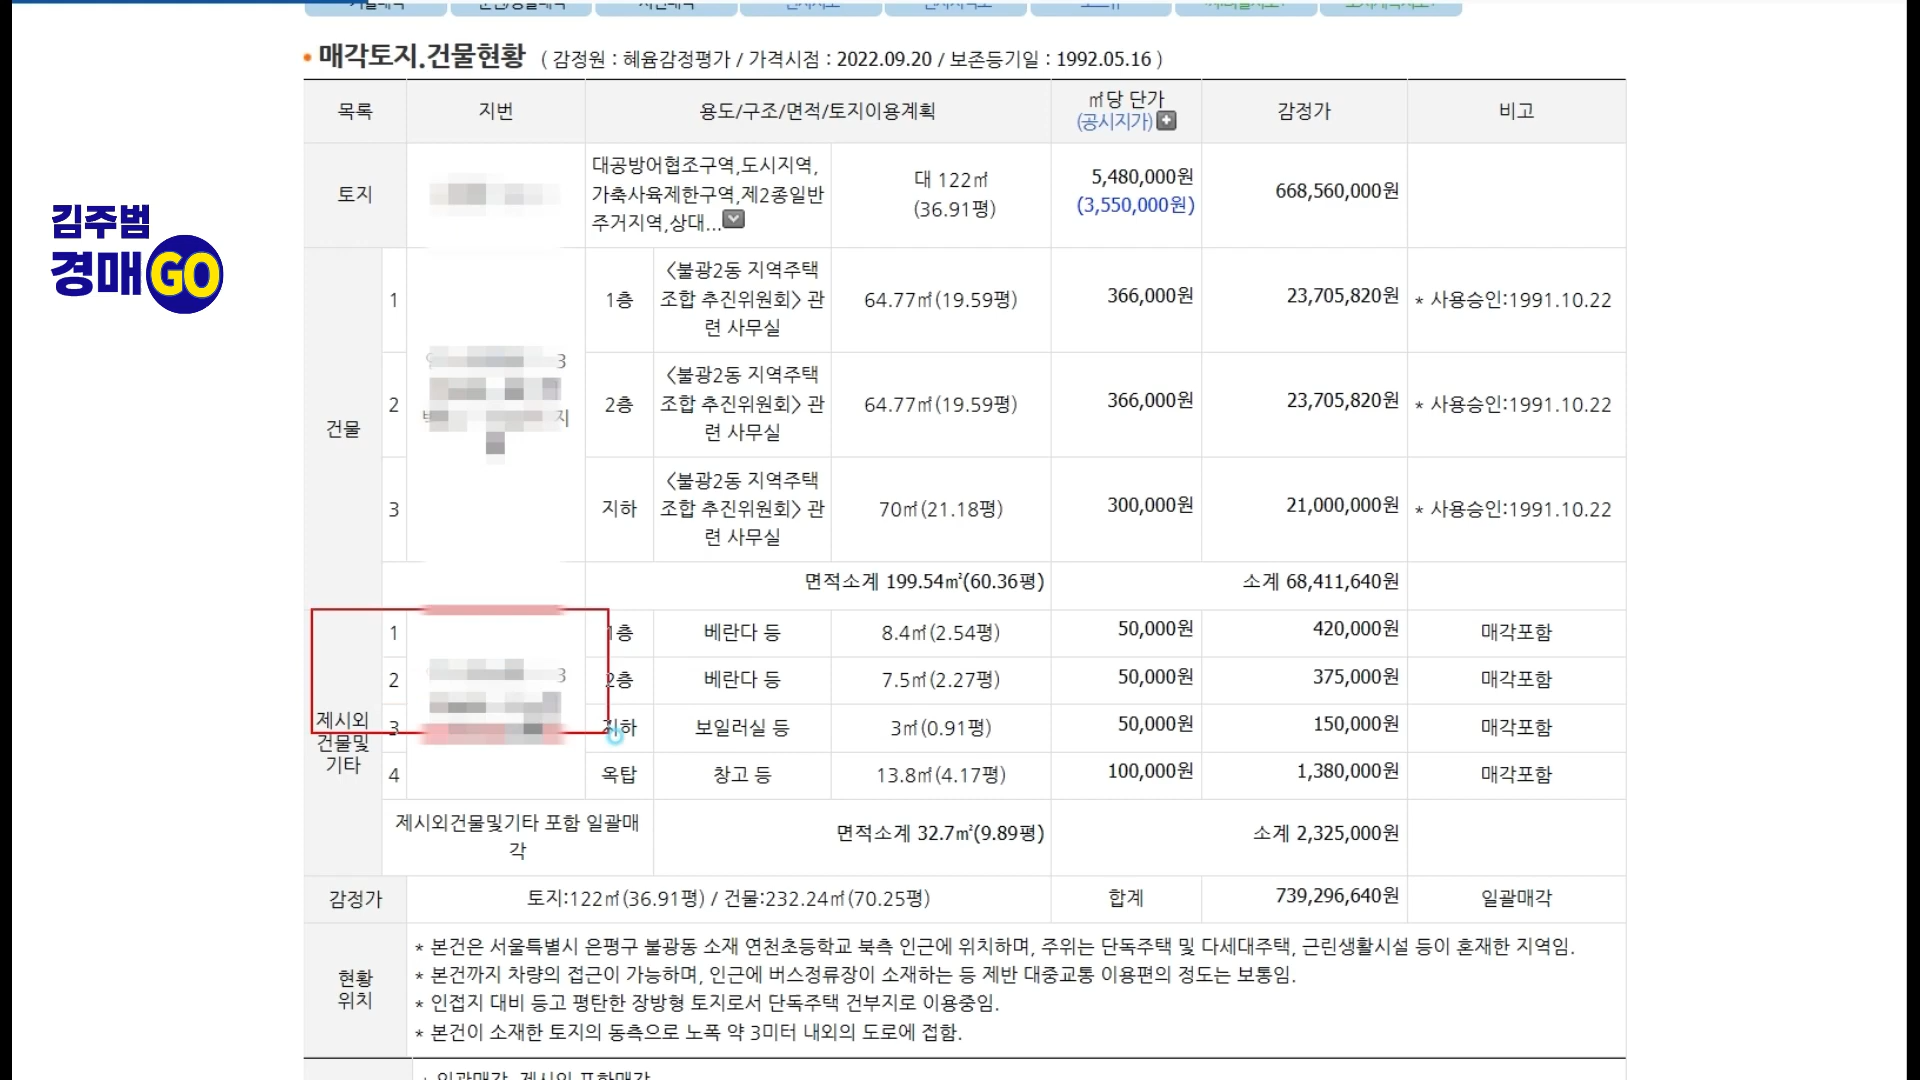 매각토지.건물현황 ( 감정원 : 혜윰감정평가 / 가격시점 : 2022.09.20 / 보존등기일 : 1992.05.16 )
목록 지번 용도/구조/면적/토지이용계획 ㎡당 단가 (공시지가) 감정가 비고
김주범
경매GO
토지 대공방어협조구역,도시지역, 가축사육제한구역,제2종일반 주거지역,상대... 대 122㎡ (36.91평) 5,480,000원 (3,550,000원) 668,560,000원
건물
1 1층 <불광2동 지역주택 조합 추진위원회> 관련 사무실 64.77㎡(19.59평) 366,000원 23,705,820원 * 사용승인:1991.10.22
2 2층 <불광2동 지역주택 조합 추진위원회> 관련 사무실 64.77㎡(19.59평) 366,000원 23,705,820원 * 사용승인:1991.10.22
3 지하 <불광2동 지역주택 조합 추진위원회> 관련 사무실 70㎡(21.18평) 300,000원 21,000,000원 * 사용승인:1991.10.22
면적소계 199.54㎡(60.36평) 소계 68,411,640원
제시외 건물및 기타
1 1층 베란다 등 8.4㎡(2.54평) 50,000원 420,000원 매각포함
2 2층 베란다 등 7.5㎡(2.27평) 50,000원 375,000원 매각포함
3 지하 보일러실 등 3㎡(0.91평) 50,000원 150,000원 매각포함
4 옥탑 창고 등 13.8㎡(4.17평) 100,000원 1,380,000원 매각포함
제시외건물및기타 포함 일괄매각 면적소계 32.7㎡(9.89평) 소계 2,325,000원
감정가 토지:122㎡(36.91평) / 건물:232.24㎡(70.25평) 합계 739,296,640원 일괄매각
현황 위치
* 본건은 서울특별시 은평구 불광동 소재 연천초등학교 북측 인근에 위치하며, 주위는 단독주택 및 다세대주택, 근린생활시설 등이 혼재한 지역임.
* 본건까지 차량의 접근이 가능하며, 인근에 버스정류장이 소재하는 등 제반 대중교통 이용편의 정도는 보통임.
* 인접지 대비 등고 평탄한 장방형 토지로서 단독주택 건부지로 이용중임.
* 본건이 소재한 토지의 동측으로 노폭 약 3미터 내외의 도로에 접함.